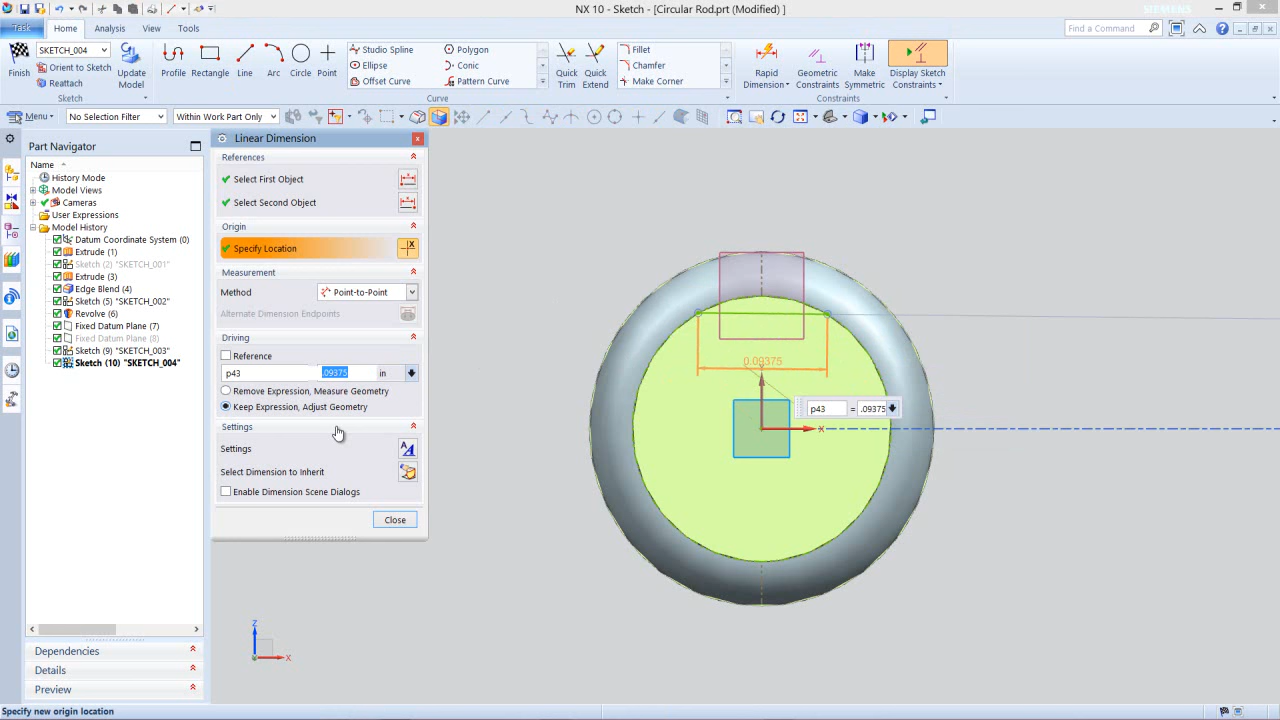 NX 10 - Sketch - [Circular Rod.prt (Modified) ]
SIEMENS
Task Home Analysis View Tools
Find a Command
SKETCH_004
Finish
Orient to Sketch
Reattach
Update Model
Profile Rectangle Line Arc Circle Point
Studio Spline Polygon
Ellipse Conic
Offset Curve Pattern Curve
Quick Trim
Quick Extend
Fillet
Chamfer
Make Corner
Rapid Dimension
Geometric Constraints
Make Symmetric
Display Sketch Constraints
Sketch Curve Constraints
Menu No Selection Filter Within Work Part Only
Part Navigator
Name
History Mode
Model Views
Cameras
User Expressions
Model History
Datum Coordinate System (0)
Extrude (1)
Sketch (2) "SKETCH_001"
Extrude (3)
Edge Blend (4)
Sketch (5) "SKETCH_002"
Revolve (6)
Fixed Datum Plane (7)
Fixed Datum Plane (8)
Sketch (9) "SKETCH_003"
Sketch (10) "SKETCH_004"
Dependencies
Details
Preview
Linear Dimension
References
Select First Object
Select Second Object
Origin
Specify Location
Measurement
Method Point-to-Point
Alternate Dimension Endpoints
Driving
Reference
p43 .09375 in
Remove Expression, Measure Geometry
Keep Expression, Adjust Geometry
Settings
Settings
Select Dimension to Inherit
Enable Dimension Scene Dialogs
Close
0.09375
Y
p43 = .09375
X
Z
X
Specify new origin location